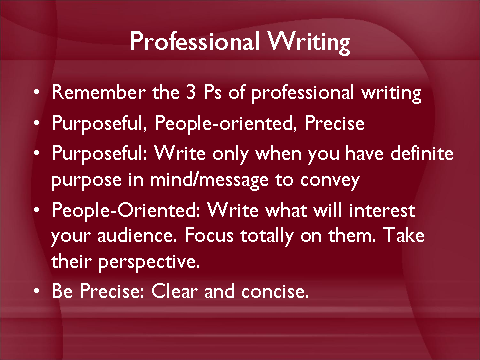 Professional Writing
• Remember the 3 Ps of professional writing
• Purposeful, People-oriented, Precise
• Purposeful: Write only when you have definite
purpose in mind/message to convey
• People-Oriented: Write what will interest
your audience. Focus totally on them. Take
their perspective.
• Be Precise: Clear and concise.